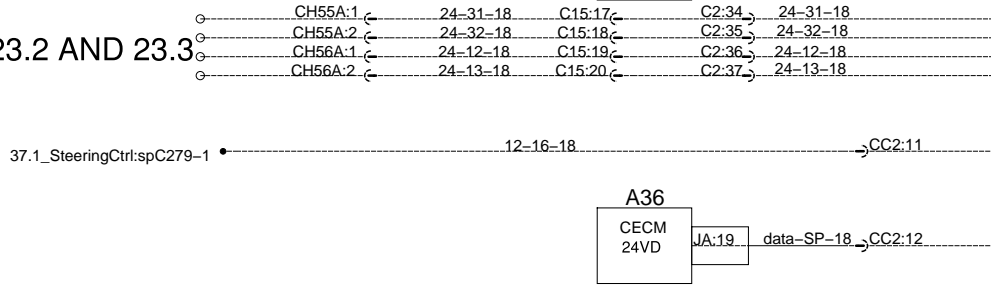 CH55A:1 24–31–18 C15:17 C2:34 24–31–18
CH55A:2 24–32–18 C15:18 C2:35 24–32–18
23.2 AND 23.3
CH56A:1 24–12–18 C15:19 C2:36 24–12–18
CH56A:2 24–13–18 C15:20 C2:37 24–13–18
37.1_SteeringCtrl:spC279–1 12–16–18 CC2:11
A36
CECM
24VD
JA:19 data–SP–18 CC2:12